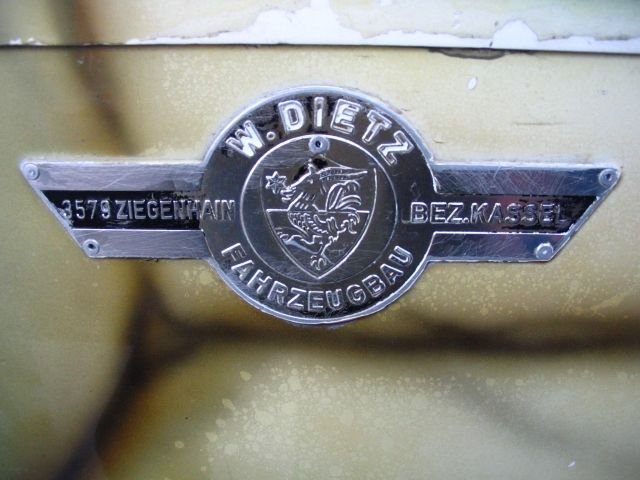 W. DIETZ
3579 ZIEGENHAIN
BEZ. KASSEL
FAHRZEUGBAU